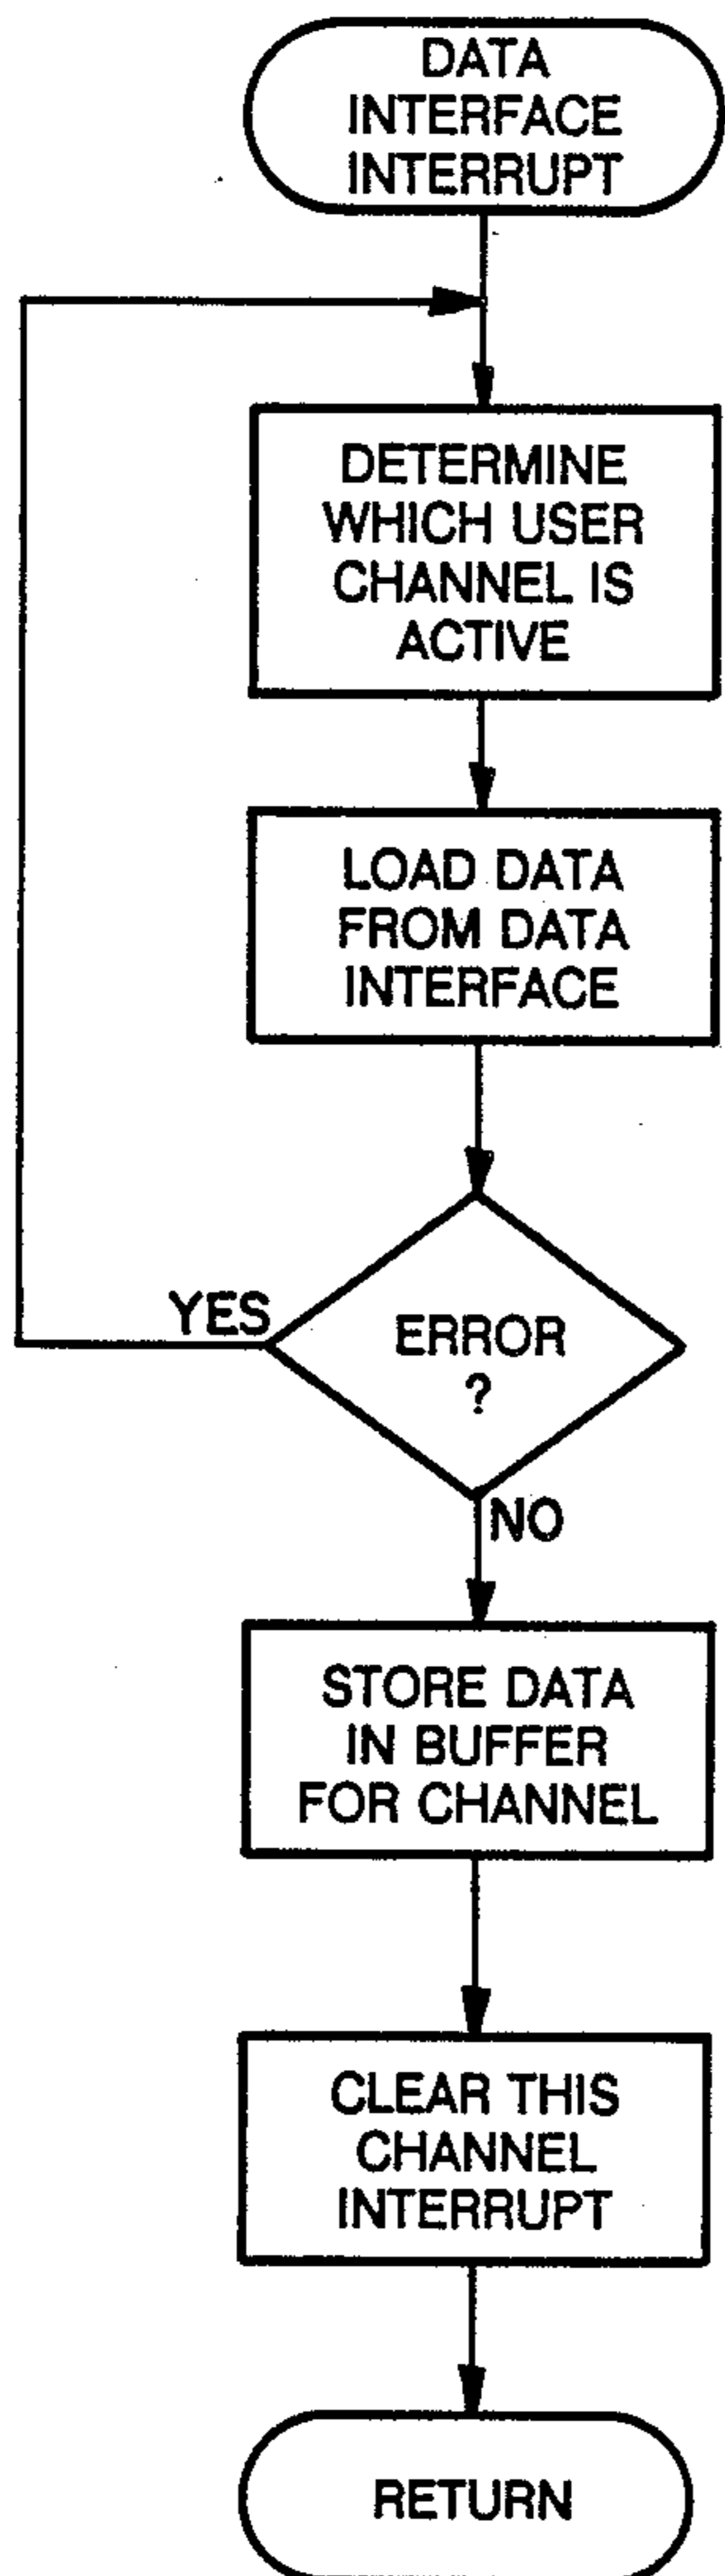 DATA
INTERFACE
INTERRUPT
DETERMINE
WHICH USER
CHANNEL IS
ACTIVE
LOAD DATA
FROM DATA
INTERFACE
YES
ERROR
?
NO
STORE DATA
IN BUFFER
FOR CHANNEL
CLEAR THIS
CHANNEL
INTERRUPT
RETURN